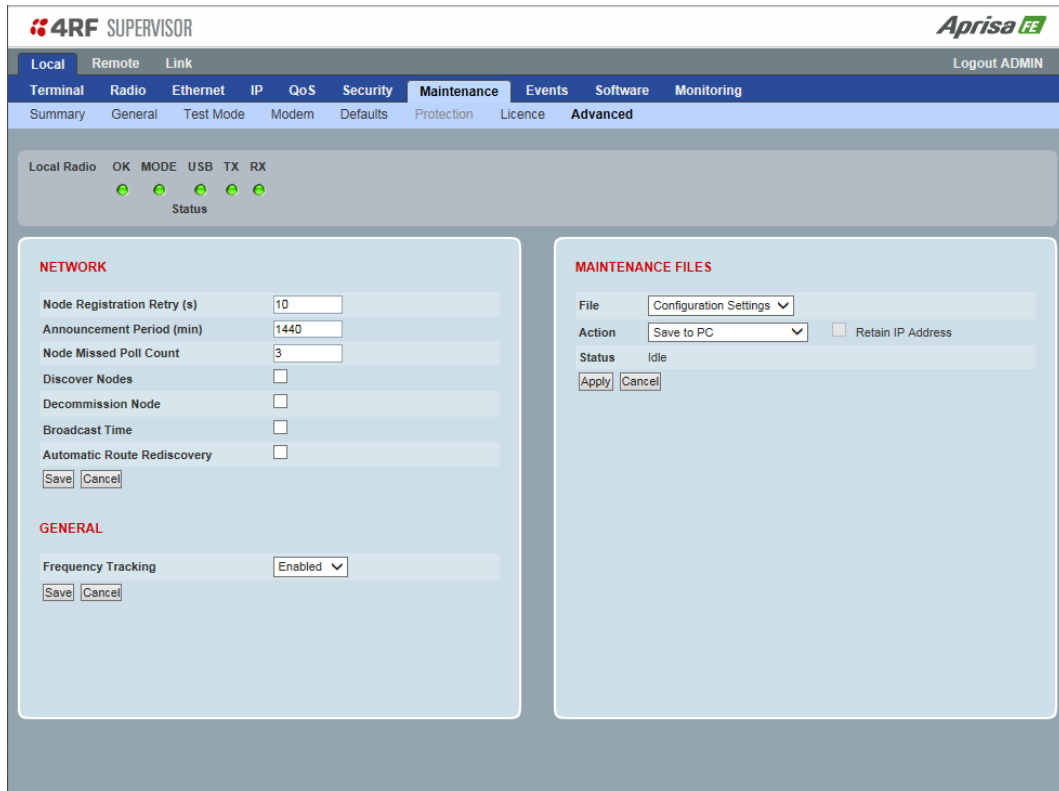 4RF SUPERVISOR
Aprisa FE
Local Remote Link Logout ADMIN
Terminal Radio Ethernet IP QoS Security Maintenance Events Software Monitoring
Summary General Test Mode Modem Defaults Protection Licence Advanced
Local Radio OK MODE USB TX RX
Status
NETWORK
Node Registration Retry (s) 10
Announcement Period (min) 1440
Node Missed Poll Count 3
Discover Nodes
Decommission Node
Broadcast Time
Automatic Route Rediscovery
Save Cancel
GENERAL
Frequency Tracking Enabled
Save Cancel
MAINTENANCE FILES
File Configuration Settings
Action Save to PC Retain IP Address
Status Idle
Apply Cancel